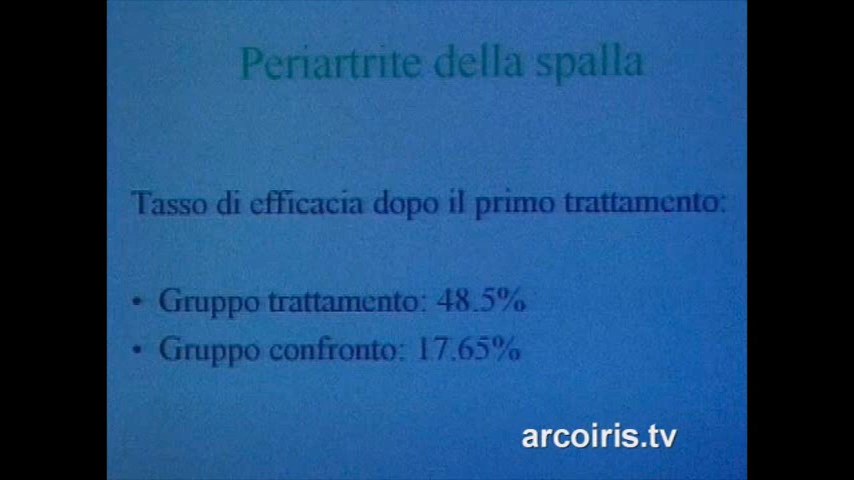 Periartrite della spalla
Tasso di efficacia dopo il primo trattamento:
• Gruppo trattamento: 48.5%
• Gruppo confronto: 17.65%
arcoiris.tv